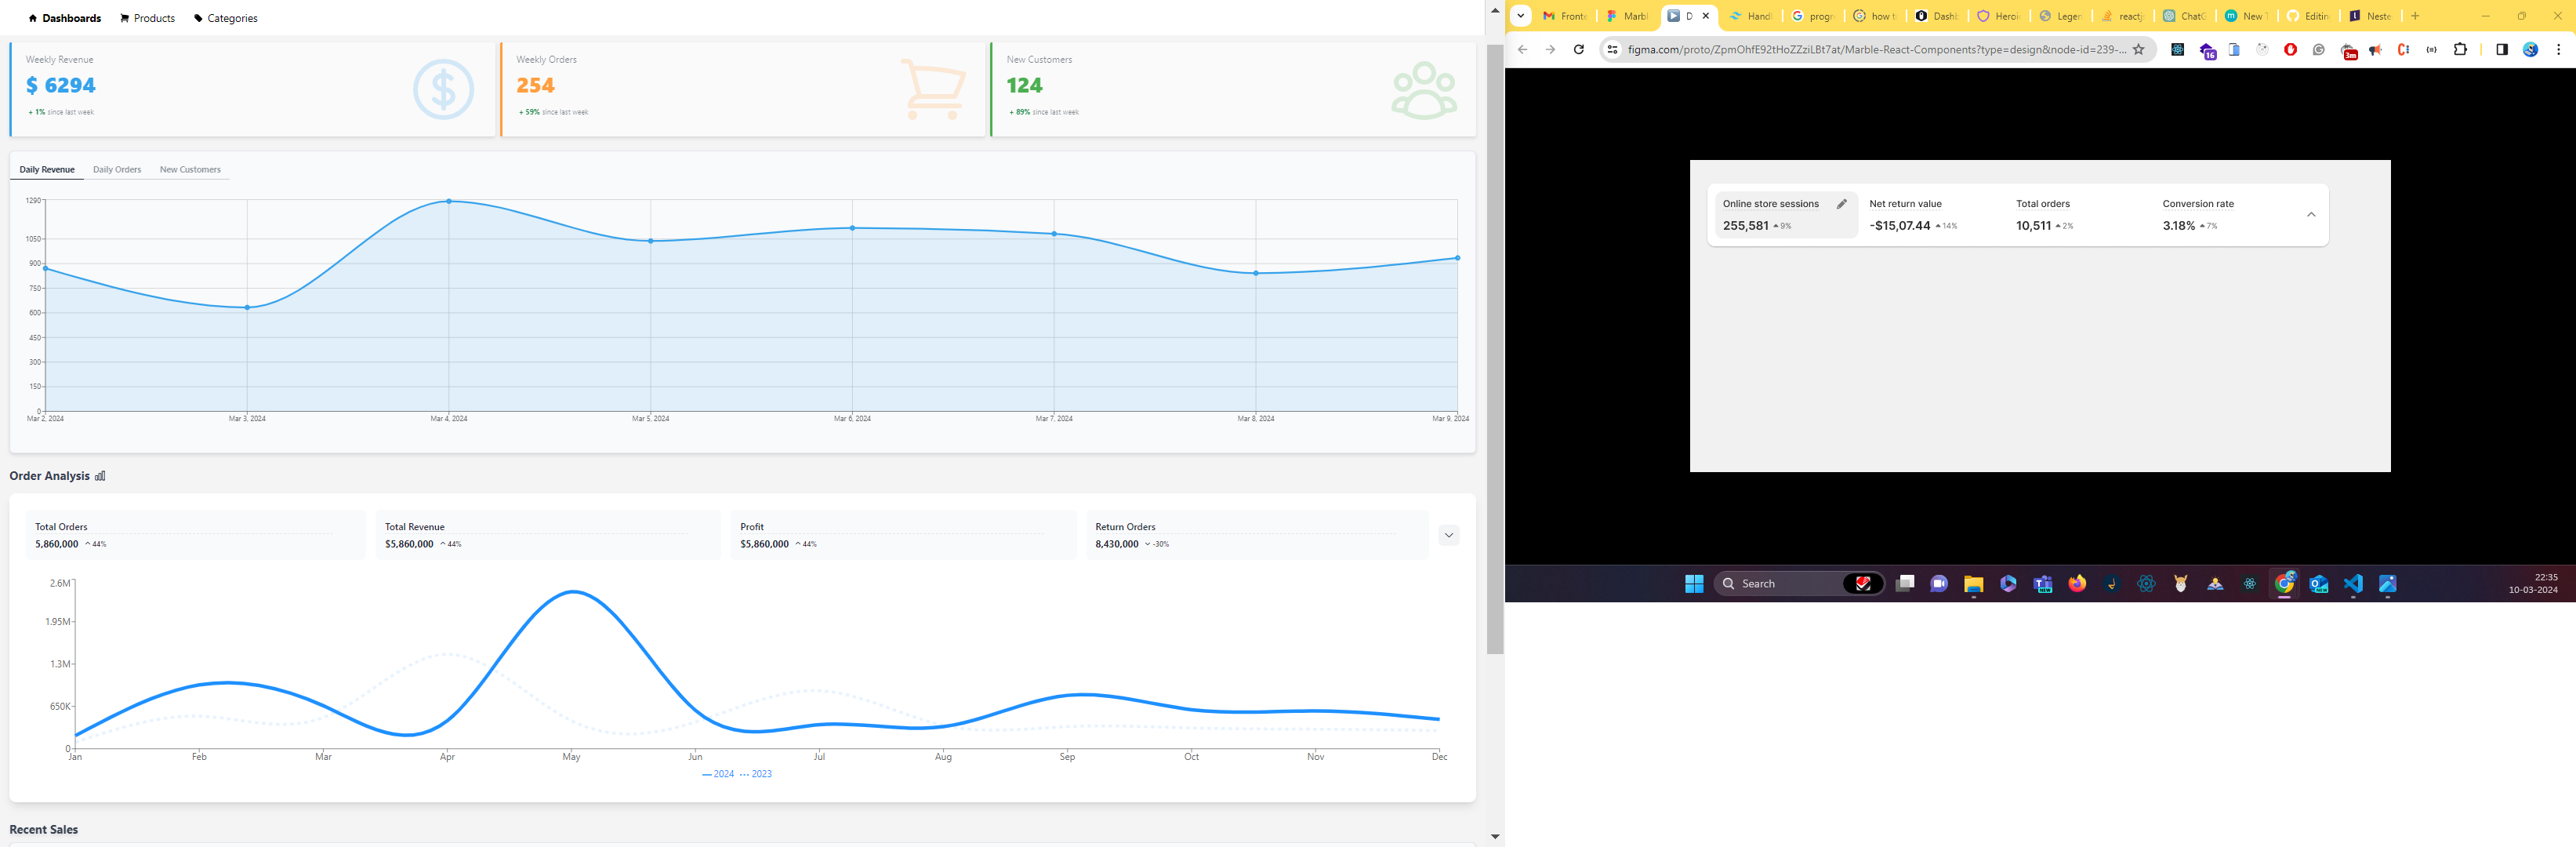 Dashboards Products Categories
Weekly Revenue
$ 6294
+ 1% since last week
Weekly Orders
254
+ 59% since last week
New Customers
124
+ 89% since last week
Daily Revenue Daily Orders New Customers
1290
1050
900
750
600
450
300
150
0
Mar 2, 2024 Mar 3, 2024 Mar 4, 2024 Mar 5, 2024 Mar 6, 2024 Mar 7, 2024 Mar 8, 2024 Mar 9, 2024
Order Analysis
Total Orders
5,860,000 44%
Total Revenue
$5,860,000 44%
Profit
$5,860,000 44%
Return Orders
8,430,000 -30%
2.6M
1.95M
1.3M
650K
0
Jan Feb Mar Apr May Jun Jul Aug Sep Oct Nov Dec
2024 2023
Recent Sales
Fronte Marbl D Handl progr how t Dashb Heroi Legen reactj ChatG New T Editin Neste
figma.com/proto/ZpmOhfE92tHoZZziLBt7at/Marble-React-Components?type=design&node-id=239-...
16
3m
Online store sessions
255,581 9%
Net return value
-$15,07.44 14%
Total orders
10,511 2%
Conversion rate
3.18% 7%
Search
22:35
10-03-2024